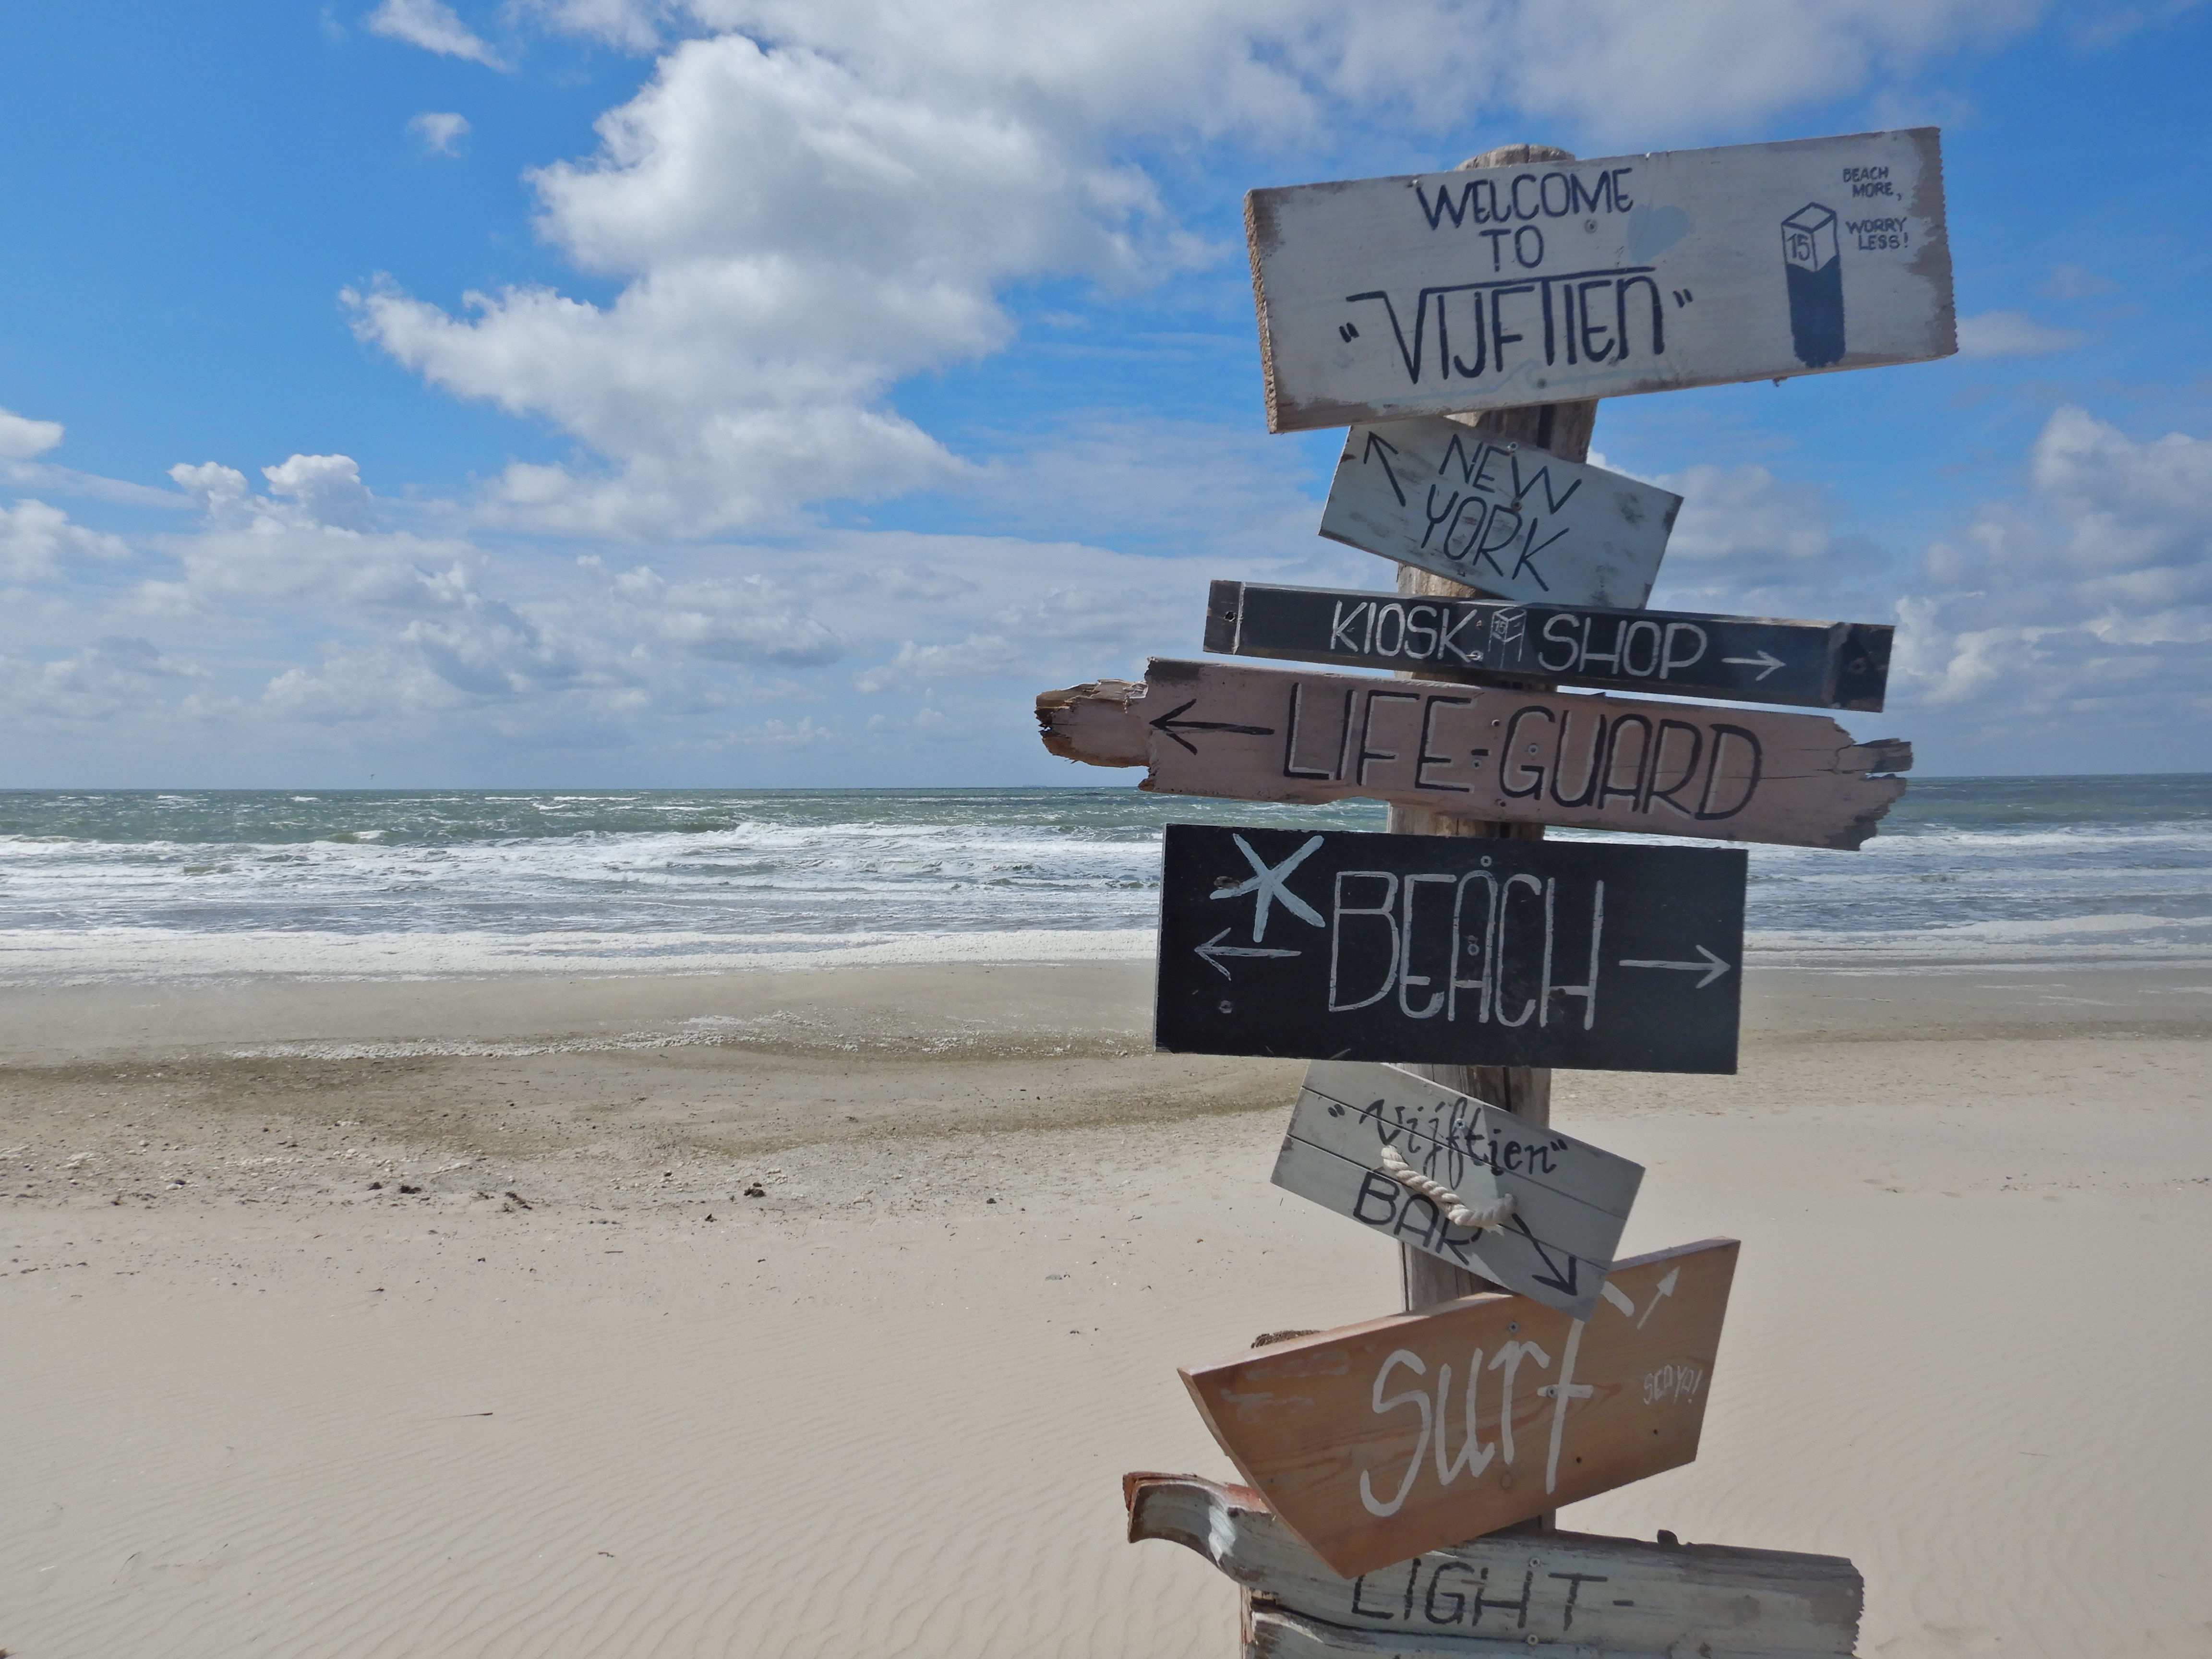 WELCOME
TO
"VIJFTIEN"
BEACH
MORE,
WORRY
LESS!
15
NEW
YORK
KIOSK 15 SHOP
LIFE-GUARD
BEACH
"Vijftien"
BAR
Surf
LIGHT-